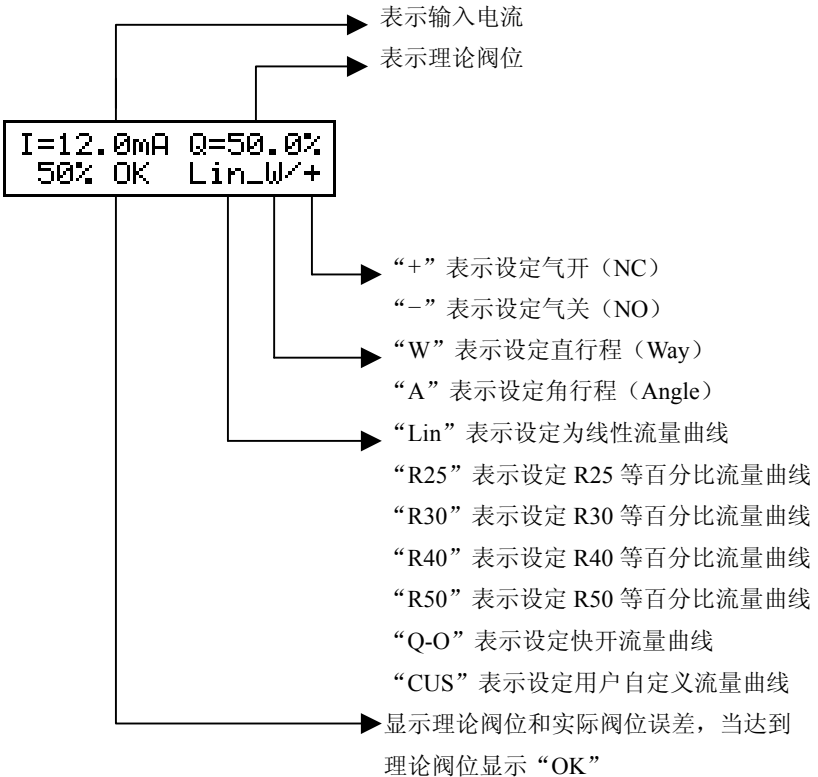 表示输入电流
表示理论阀位
I=12.0mA Q=50.0%
50% OK Lin_W/+
“+”表示设定气开（NC）
“−”表示设定气关（NO）
“W”表示设定直行程（Way）
“A”表示设定角行程（Angle）
“Lin”表示设定为线性流量曲线
“R25”表示设定 R25 等百分比流量曲线
“R30”表示设定 R30 等百分比流量曲线
“R40”表示设定 R40 等百分比流量曲线
“R50”表示设定 R50 等百分比流量曲线
“Q-O”表示设定快开流量曲线
“CUS”表示设定用户自定义流量曲线
显示理论阀位和实际阀位误差，当达到
理论阀位显示“OK”